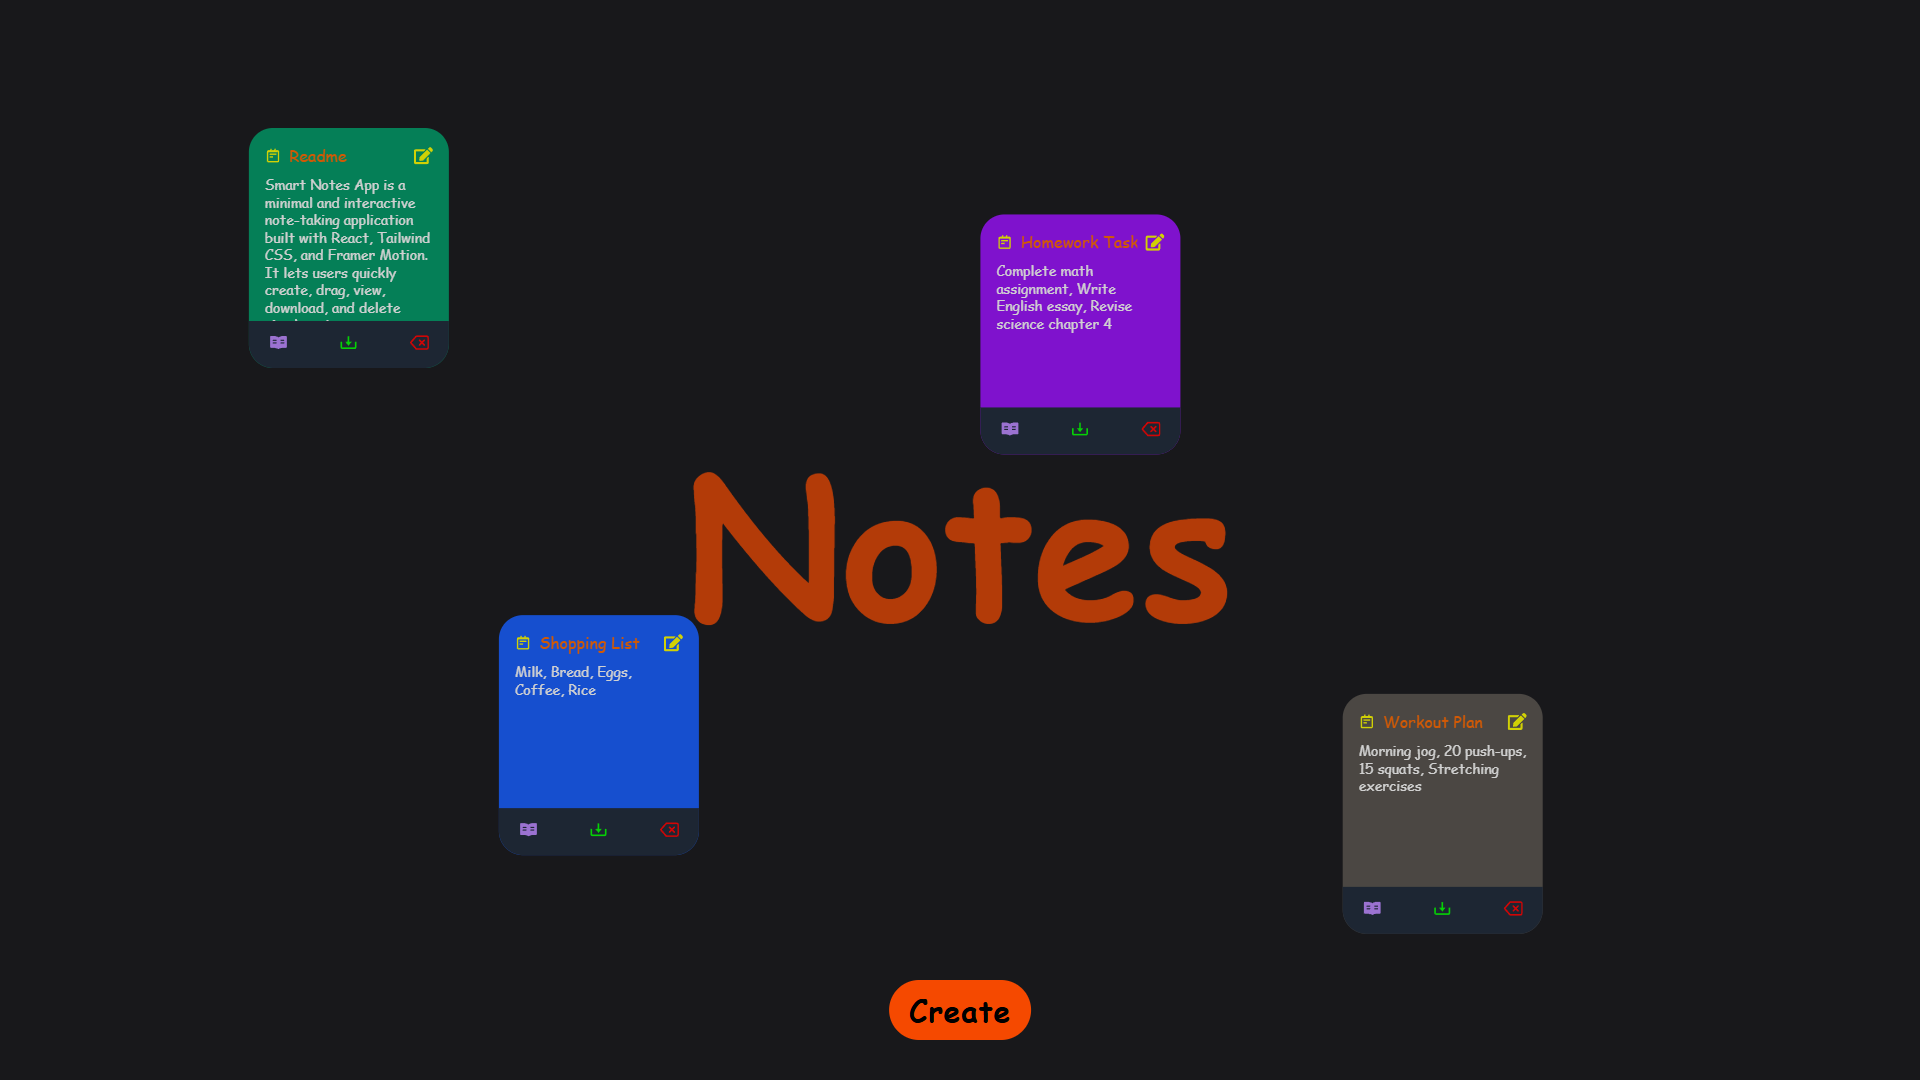 Readme
Smart Notes App is a
minimal and interactive
note-taking application
built with React, Tailwind
CSS, and Framer Motion.
It lets users quickly
create, drag, view,
download, and delete
Homework Task
Complete math
assignment, Write
English essay, Revise
science chapter 4
Notes
Shopping List
Milk, Bread, Eggs,
Coffee, Rice
Workout Plan
Morning jog, 20 push-ups,
15 squats, Stretching
exercises
Create